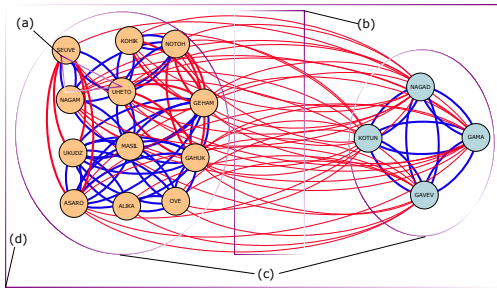 (a)
(b)
KOHIK
NOTOH
SEUVE
NAGAM
UHETO
GEHAM
NAGAD
KOTUN
GAMA
MASIL
UKUDZ
GAHUK
ASARO
ALIKA
OVE
GAVEV
(d)
(c)